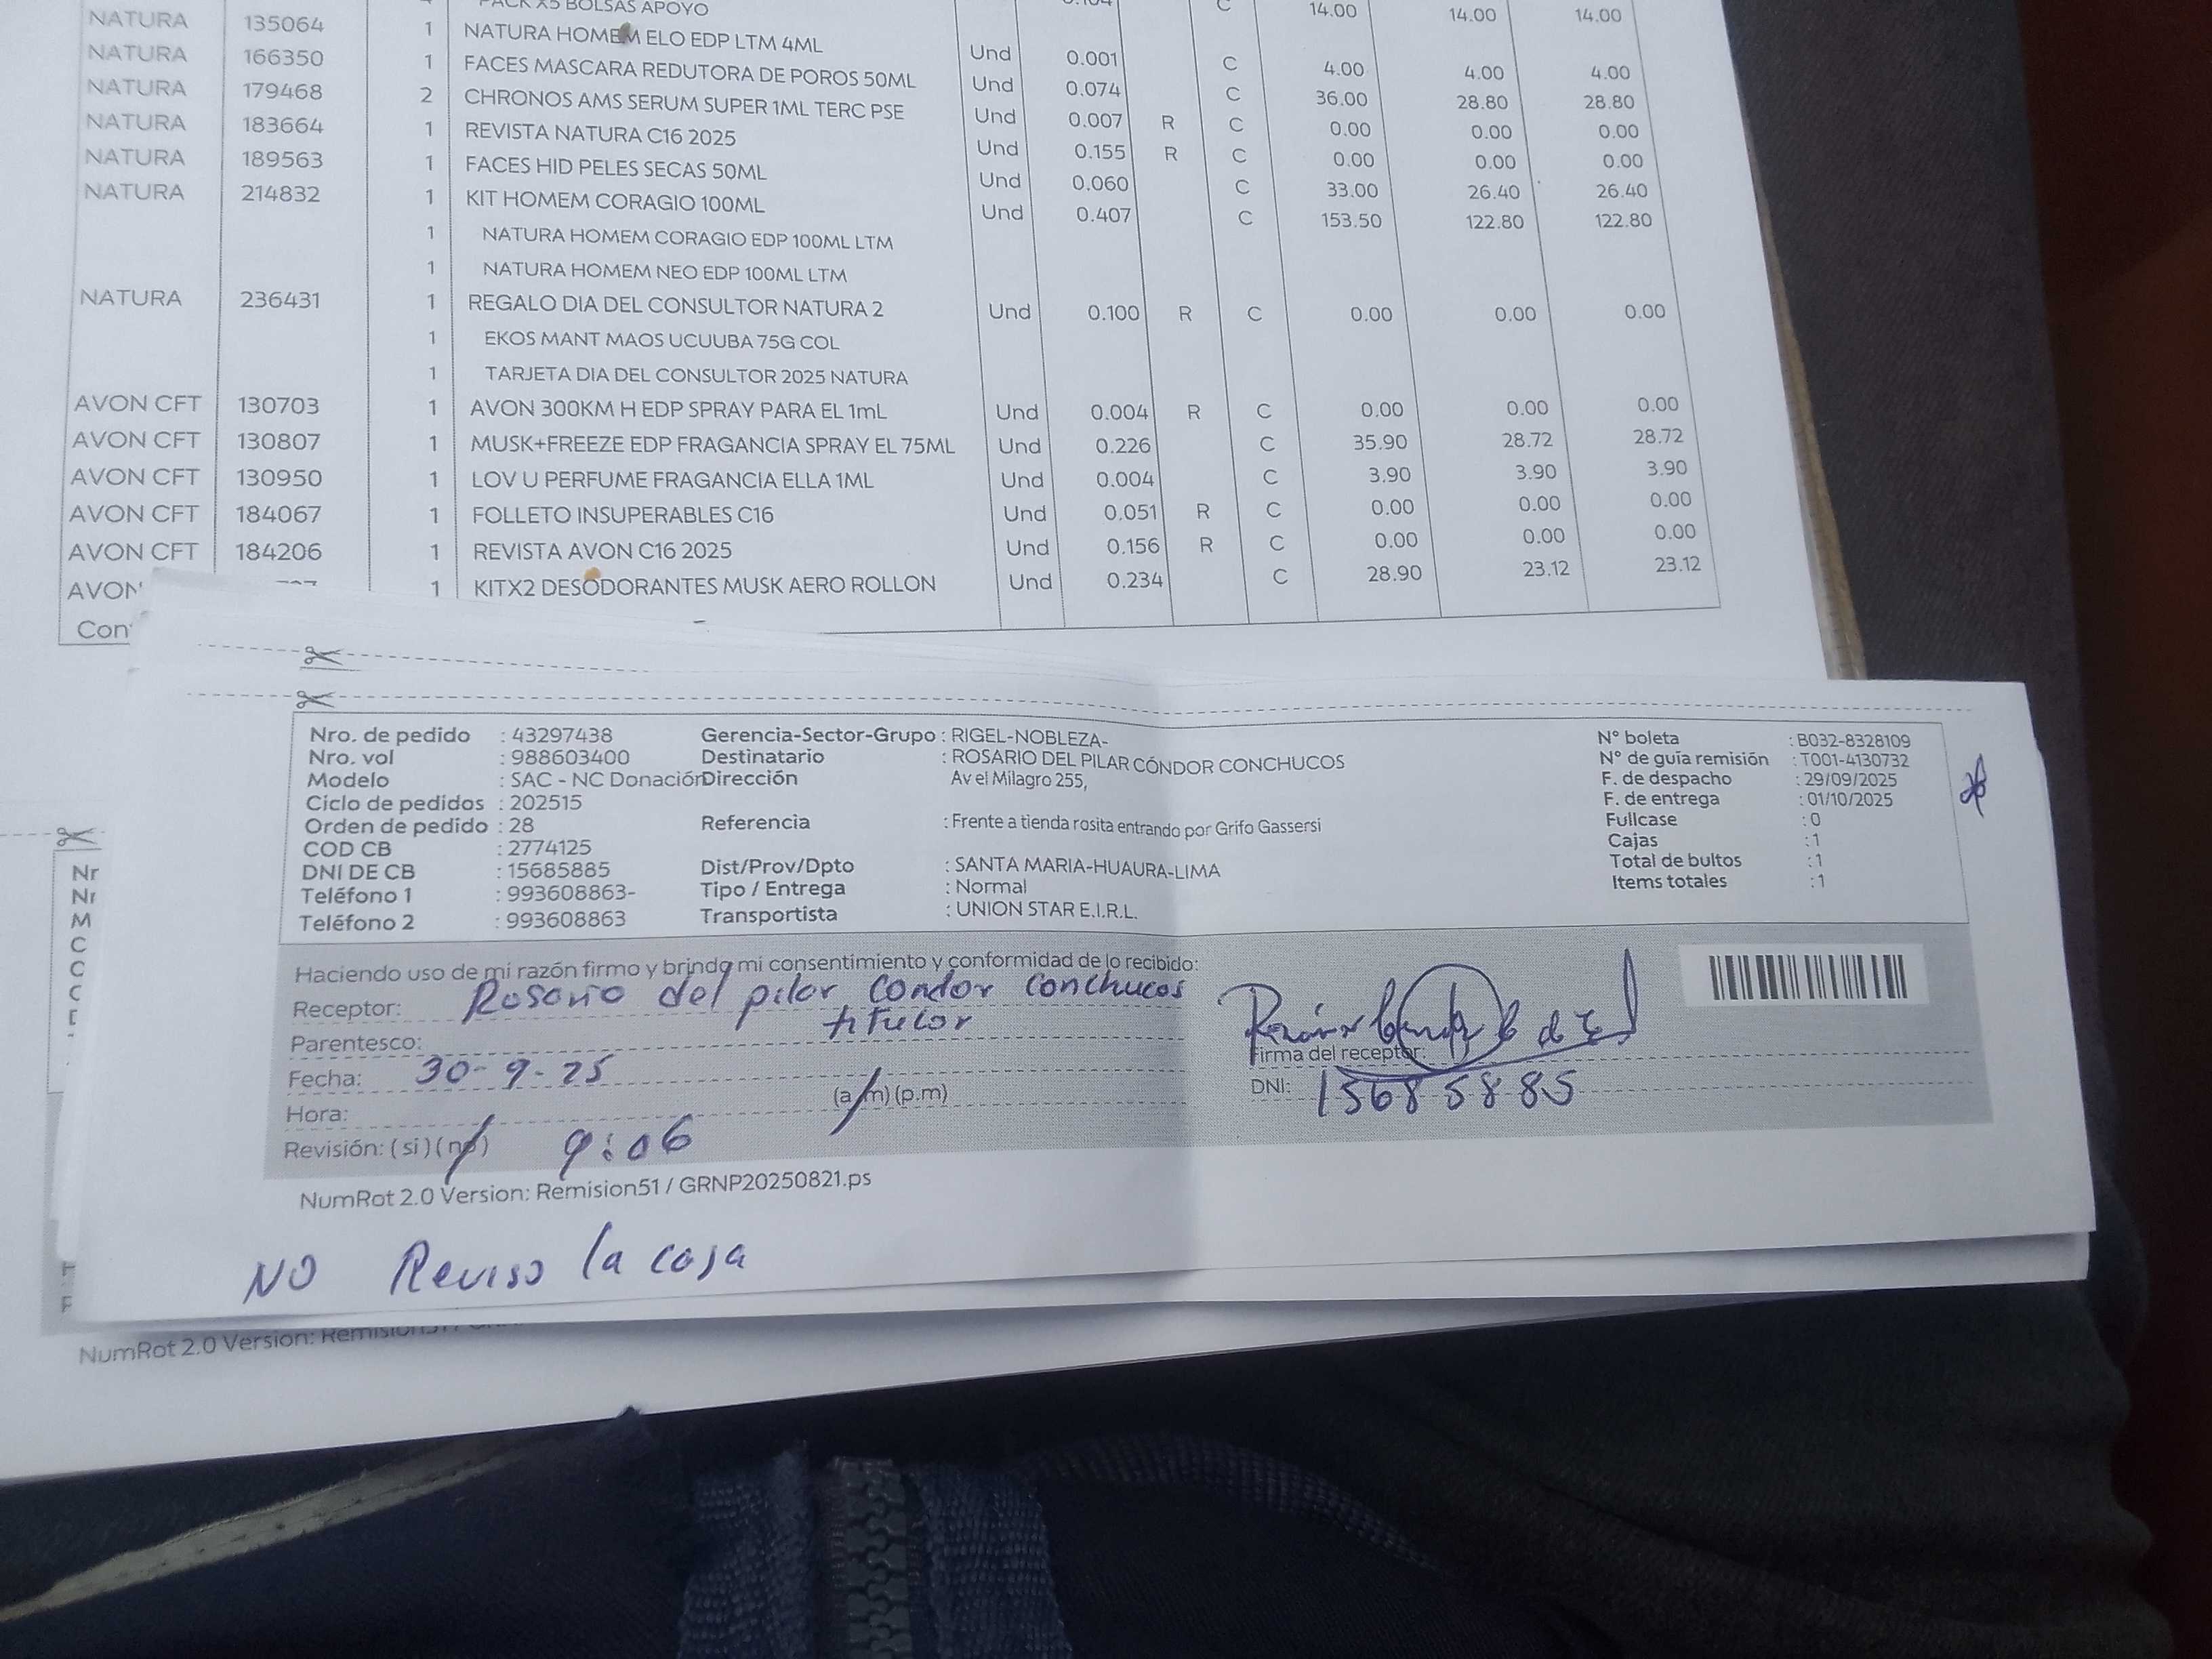 PACK X5 BOLSAS APOYO C 14.00 14.00 14.00
NATURA 135064 1 NATURA HOMEM ELO EDP LTM 4ML Und 0.001 C 4.00 4.00 4.00
NATURA 166350 1 FACES MASCARA REDUTORA DE POROS 50ML Und 0.074 C 36.00 28.80 28.80
NATURA 179468 2 CHRONOS AMS SERUM SUPER 1ML TERC PSE Und 0.007 R C 0.00 0.00 0.00
NATURA 183664 1 REVISTA NATURA C16 2025 Und 0.155 R C 0.00 0.00 0.00
NATURA 189563 1 FACES HID PELES SECAS 50ML Und 0.060 C 33.00 26.40 26.40
NATURA 214832 1 KIT HOMEM CORAGIO 100ML Und 0.407 C 153.50 122.80 122.80
1 NATURA HOMEM CORAGIO EDP 100ML LTM
1 NATURA HOMEM NEO EDP 100ML LTM
NATURA 236431 1 REGALO DIA DEL CONSULTOR NATURA 2 Und 0.100 R C 0.00 0.00 0.00
1 EKOS MANT MAOS UCUUBA 75G COL
1 TARJETA DIA DEL CONSULTOR 2025 NATURA
AVON CFT 130703 1 AVON 300KM H EDP SPRAY PARA EL 1mL Und 0.004 R C 0.00 0.00 0.00
AVON CFT 130807 1 MUSK+FREEZE EDP FRAGANCIA SPRAY EL 75ML Und 0.226 C 35.90 28.72 28.72
AVON CFT 130950 1 LOV U PERFUME FRAGANCIA ELLA 1ML Und 0.004 C 3.90 3.90 3.90
AVON CFT 184067 1 FOLLETO INSUPERABLES C16 Und 0.051 R C 0.00 0.00 0.00
AVON CFT 184206 1 REVISTA AVON C16 2025 Und 0.156 R C 0.00 0.00 0.00
AVON 1 KITX2 DESODORANTES MUSK AERO ROLLON Und 0.234 C 28.90 23.12 23.12
Con
Nro. de pedido : 43297438 Gerencia-Sector-Grupo : RIGEL-NOBLEZA- N° boleta : B032-8328109
Nro. vol : 988603400 Destinatario : ROSARIO DEL PILAR CÓNDOR CONCHUCOS N° de guía remisión : T001-4130732
Modelo : SAC - NC Donación Dirección Av el Milagro 255, F. de despacho : 29/09/2025
Ciclo de pedidos : 202515 F. de entrega : 01/10/2025
Orden de pedido : 28 Referencia : Frente a tienda rosita entrando por Grifo Gassersi Fullcase : 0
COD CB : 2774125 Cajas : 1
DNI DE CB : 15685885 Dist/Prov/Dpto : SANTA MARIA-HUAURA-LIMA Total de bultos : 1
Teléfono 1 : 993608863- Tipo / Entrega : Normal Items totales : 1
Teléfono 2 : 993608863 Transportista : UNION STAR E.I.R.L.
Haciendo uso de mi razón firmo y brindo mi consentimiento y conformidad de lo recibido:
Receptor: Rosario del pilar Condor Conchucos
Parentesco: titular
Firma del receptor:
Fecha: 30-9-25
DNI: 15685885
Hora: (a.m) (p.m)
Revisión: (si) (no) 9:06
NumRot 2.0 Version: Remision51 / GRNP20250821.ps
NO Reviso la caja
Nr
Nr
M
C
C
C
NumRot 2.0 Version: Remision51